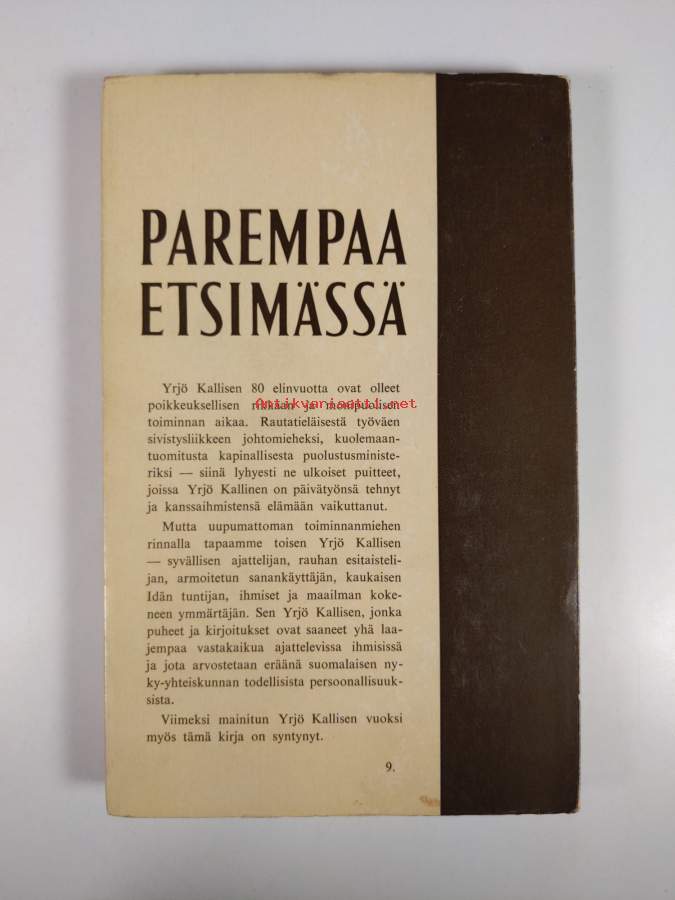 PAREMPAA
ETSIMÄSSÄ
Yrjö Kallisen 80 elinvuotta ovat olleet
poikkeuksellisen rikkaan ja monipuolisen
Antikvariaatti.net
toiminnan aikaa. Rautatieläisestä työväen
sivistysliikkeen johtomieheksi, kuolemaan-
tuomitusta kapinallisesta puolustusministe-
riksi — siinä lyhyesti ne ulkoiset puitteet,
joissa Yrjö Kallinen on päivätyönsä tehnyt
ja kanssaihmistensä elämään vaikuttanut.
Mutta uupumattoman toiminnanmiehen
rinnalla tapaamme toisen Yrjö Kallisen
— syvällisen ajattelijan, rauhan esitaisteli-
jan, armoitetun sanankäyttäjän, kaukaisen
Idän tuntijan, ihmiset ja maailman koke-
neen ymmärtäjän. Sen Yrjö Kallisen, jonka
puheet ja kirjoitukset ovat saaneet yhä laa-
jempaa vastakaikua ajattelevissa ihmisissä
ja jota arvostetaan eräänä suomalaisen ny-
ky-yhteiskunnan todellisista persoonallisuuk-
sista.
Viimeksi mainitun Yrjö Kallisen vuoksi
myös tämä kirja on syntynyt.
9.